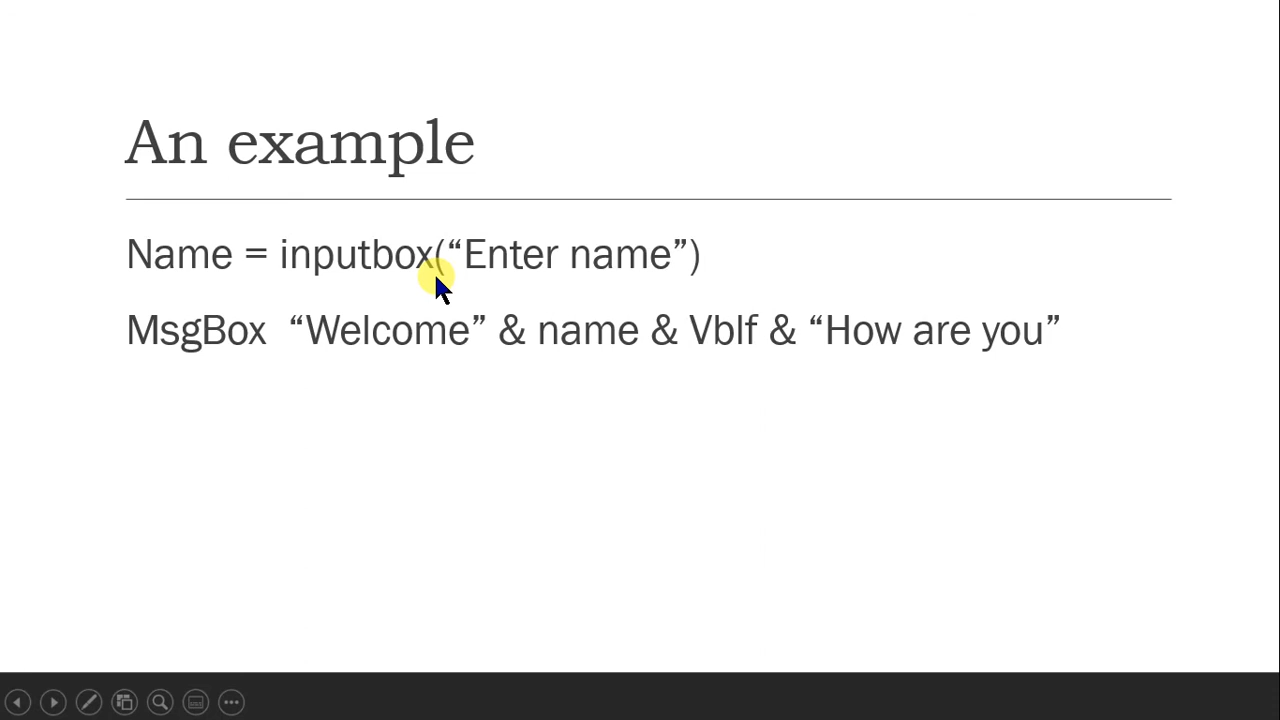 An example
Name = inputbox(“Enter name”)
MsgBox “Welcome” & name & Vblf & “How are you”